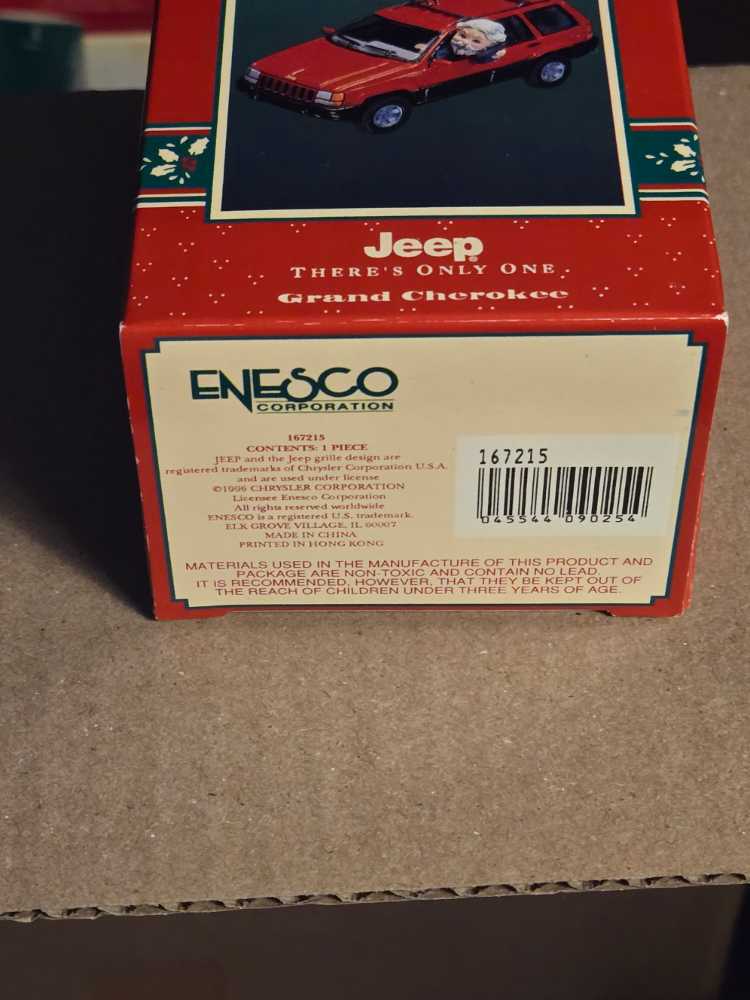 Jeep
THERE'S ONLY ONE.
Grand Cherokee
ENESCO
CORPORATION
167215
CONTENTS: 1 PIECE
JEEP and the Jeep grille design are
registered trademarks of Chrysler Corporation U.S.A.
and are used under license
©1996 CHRYSLER CORPORATION
Licensee Enesco Corporation
All rights reserved worldwide
ENESCO is a registered U.S. trademark.
ELK GROVE VILLAGE, IL 60007
MADE IN CHINA
PRINTED IN HONG KONG
167215
045544 090254
MATERIALS USED IN THE MANUFACTURE OF THIS PRODUCT AND
PACKAGE ARE NON-TOXIC AND CONTAIN NO LEAD.
IT IS RECOMMENDED, HOWEVER, THAT THEY BE KEPT OUT OF
THE REACH OF CHILDREN UNDER THREE YEARS OF AGE.